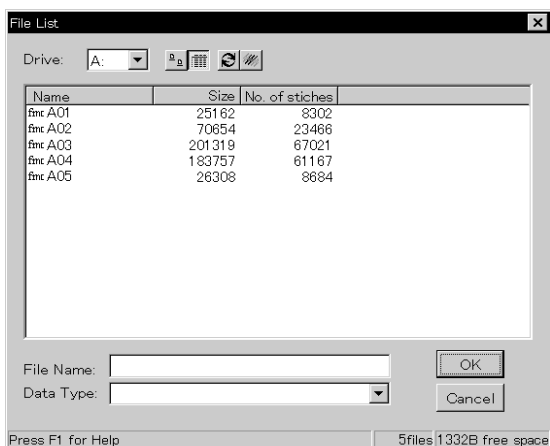 File List
Drive: A:
Name Size No. of stiches
fmt A01 25162 8302
fmt A02 70654 23466
fmt A03 201319 67021
fmt A04 183757 61167
fmt A05 26308 8684
File Name: OK
Data Type: Cancel
Press F1 for Help 5files 1332B free space